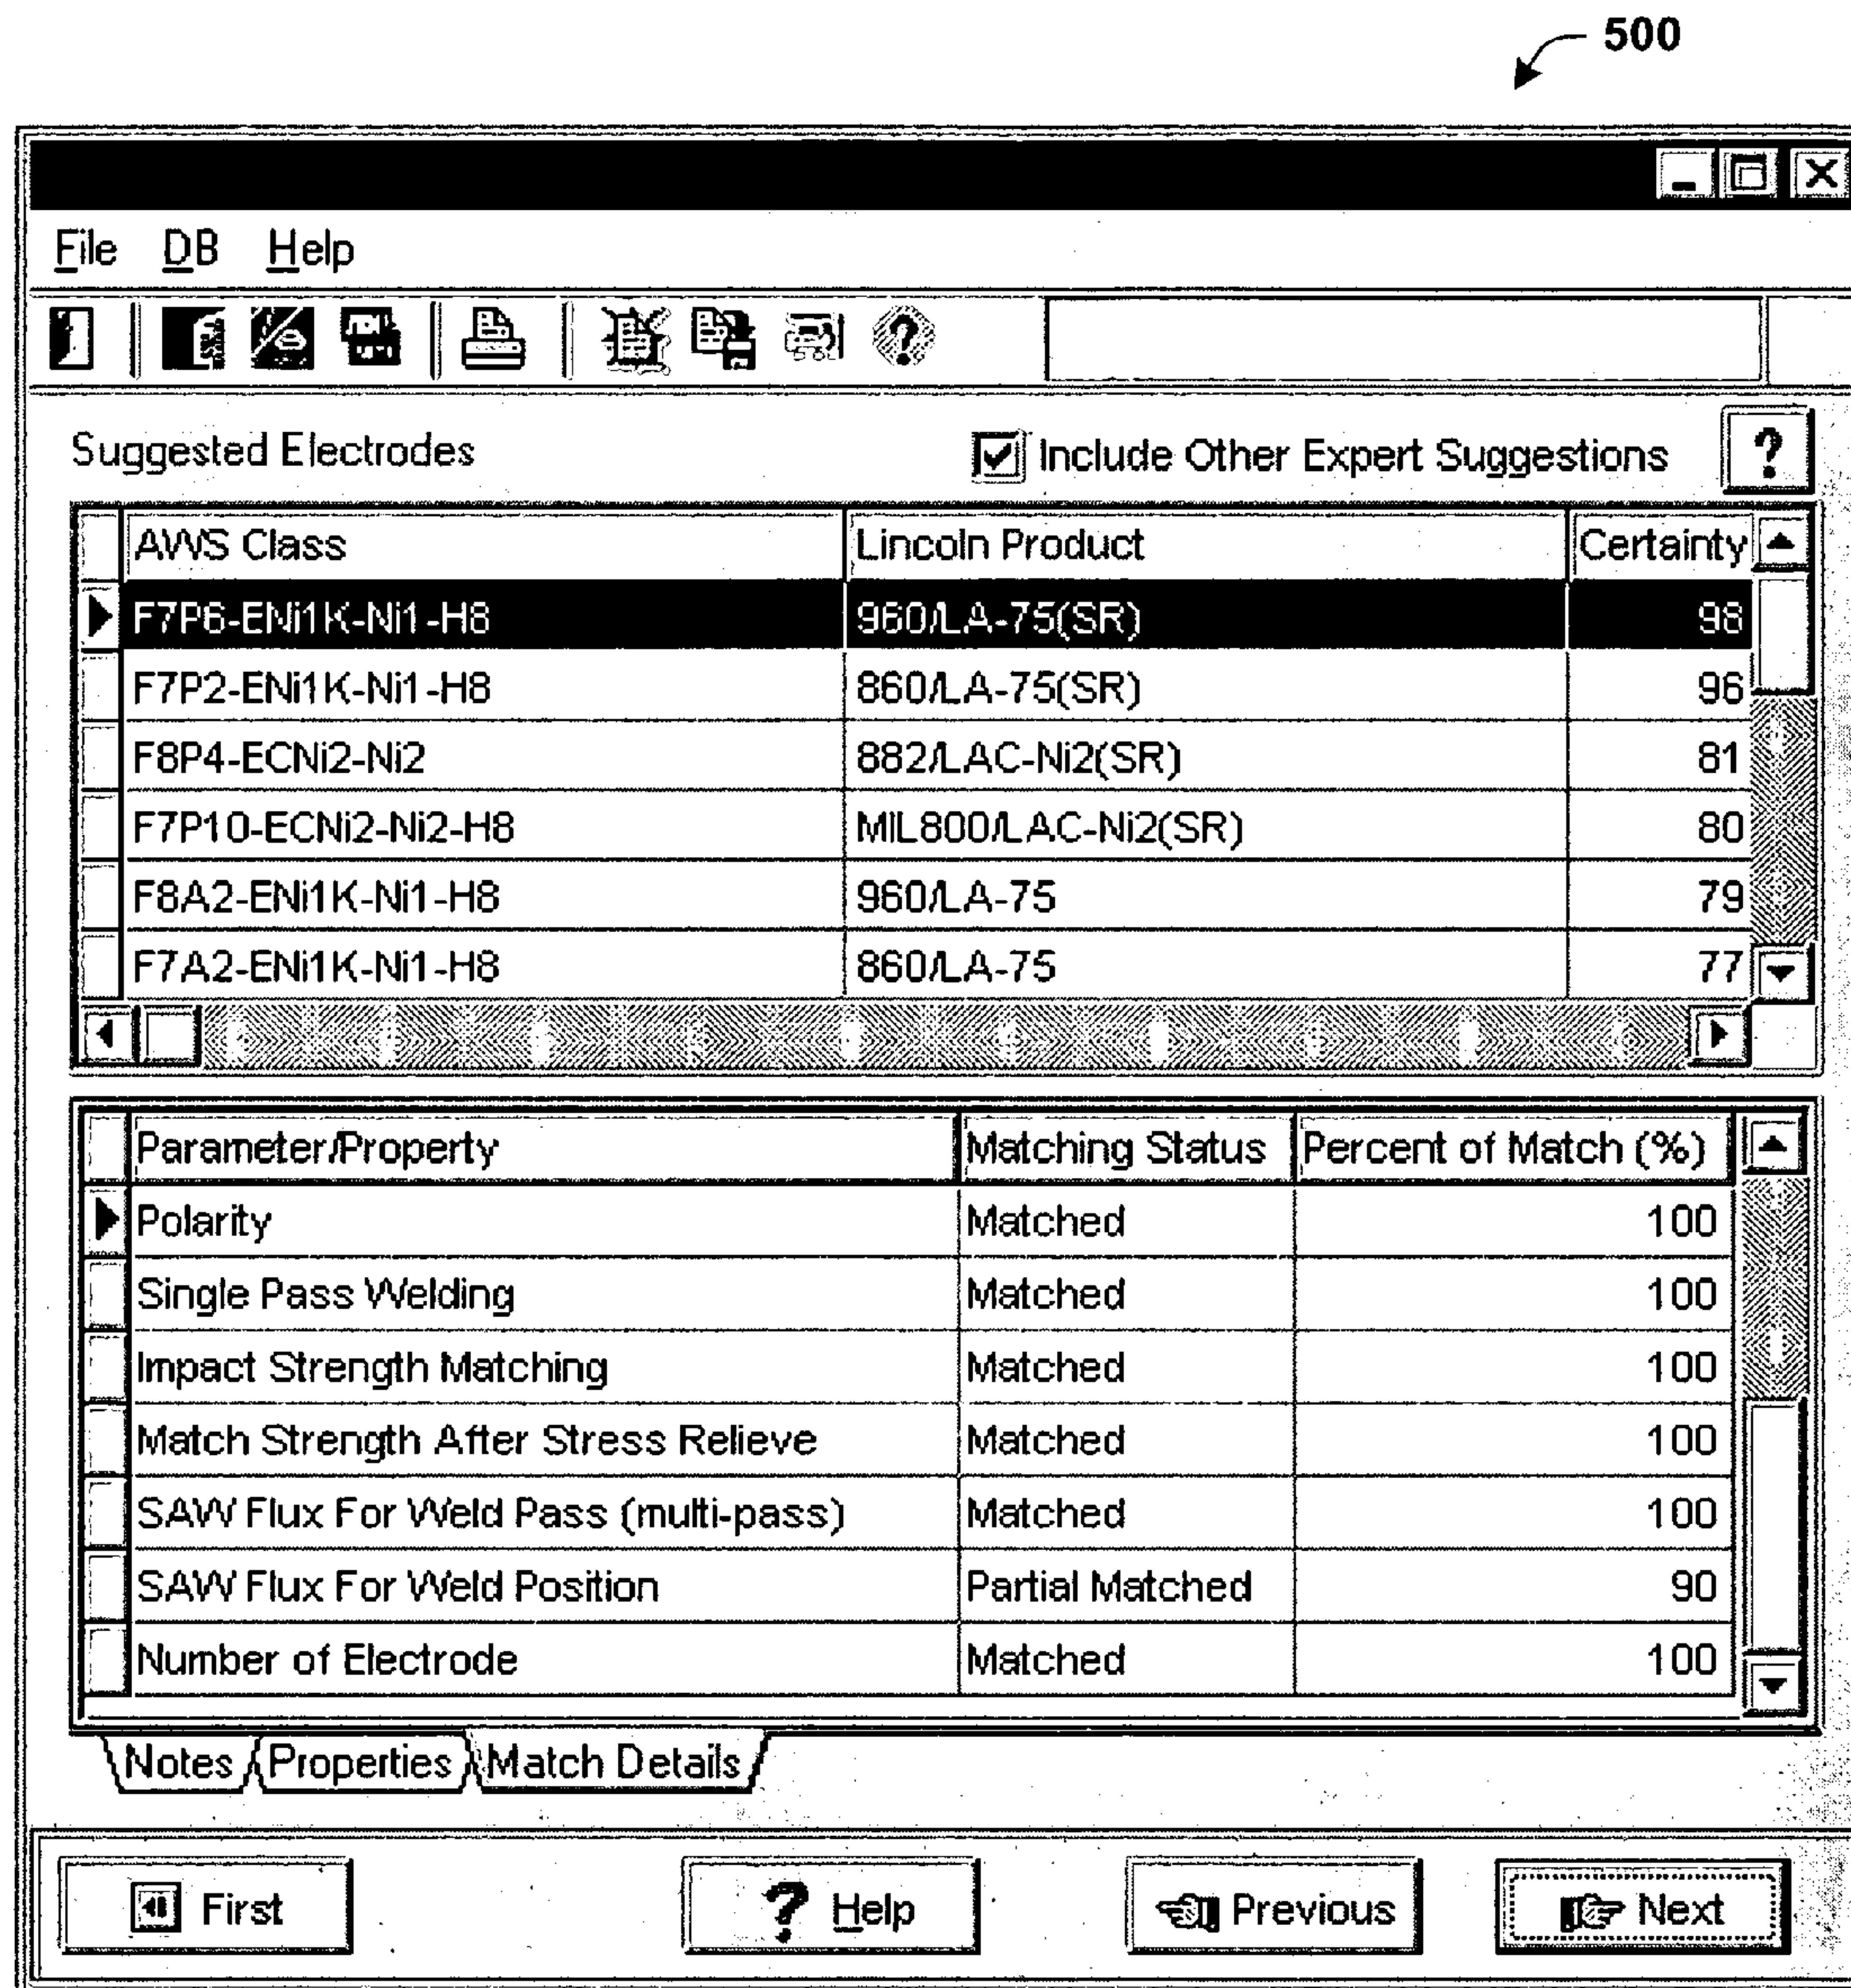 500
File DB Help
Suggested Electrodes Include Other Expert Suggestions ?
AWS Class Lincoln Product Certainty
F7P6-ENi1K-Ni1-H8 960/LA-75(SR) 98
F7P2-ENi1K-Ni1-H8 860/LA-75(SR) 96
F8P4-ECNi2-Ni2 882/LAC-Ni2(SR) 81
F7P10-ECNi2-Ni2-H8 MIL800/LAC-Ni2(SR) 80
F8A2-ENi1K-Ni1-H8 960/LA-75 79
F7A2-ENi1K-Ni1-H8 860/LA-75 77
Parameter/Property Matching Status Percent of Match (%)
Polarity Matched 100
Single Pass Welding Matched 100
Impact Strength Matching Matched 100
Match Strength After Stress Relieve Matched 100
SAW Flux For Weld Pass (multi-pass) Matched 100
SAW Flux For Weld Position Partial Matched 90
Number of Electrode Matched 100
Notes Properties Match Details
First ? Help Previous Next